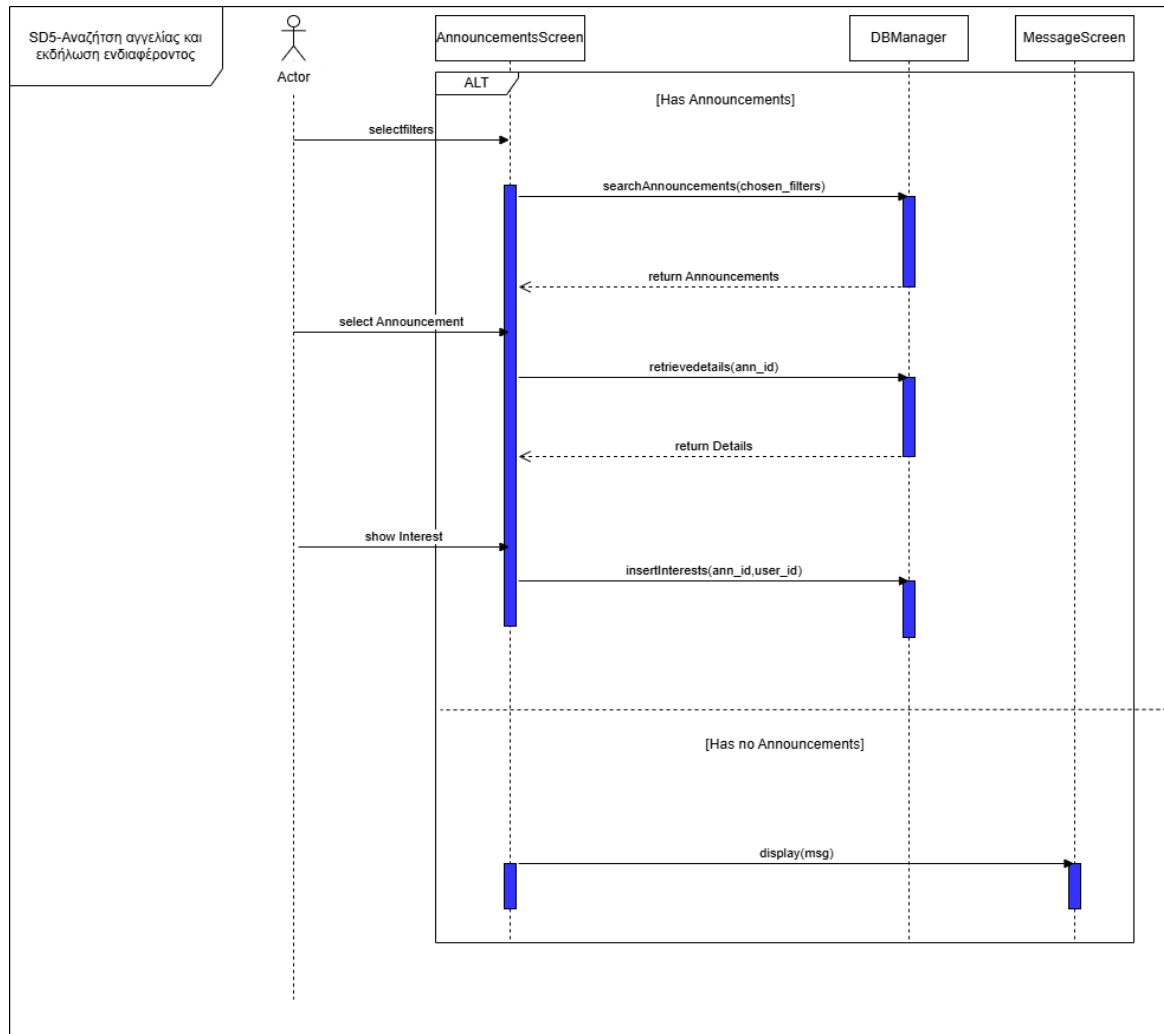 SD5-Αναζήτση αγγελίας και
εκδήλωση ενδιαφέροντος
Actor
AnnouncementsScreen
DBManager
MessageScreen
ALT
[Has Announcements]
selectfilters
searchAnnouncements(chosen_filters)
return Announcements
select Announcement
retrievedetails(ann_id)
return Details
show Interest
insertInterests(ann_id,user_id)
[Has no Announcements]
display(msg)